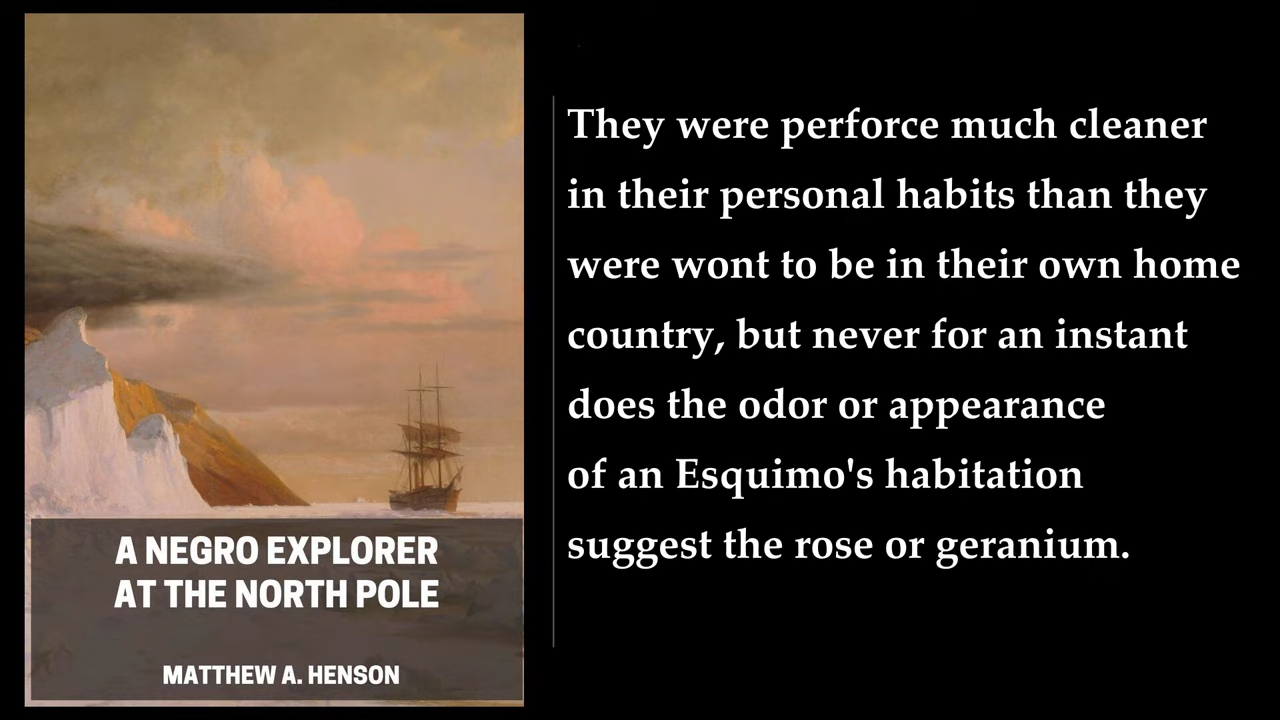 A NEGRO EXPLORER
AT THE NORTH POLE
MATTHEW A. HENSON
They were perforce much cleaner
in their personal habits than they
were wont to be in their own home
country, but never for an instant
does the odor or appearance
of an Esquimo's habitation
suggest the rose or geranium.